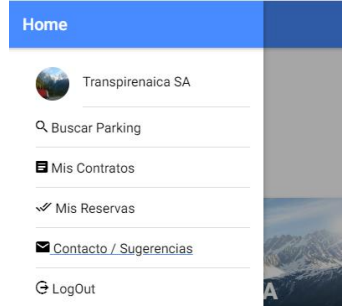 Home
Transpirenaica SA
Buscar Parking
Mis Contratos
Mis Reservas
Contacto / Sugerencias
LogOut
A